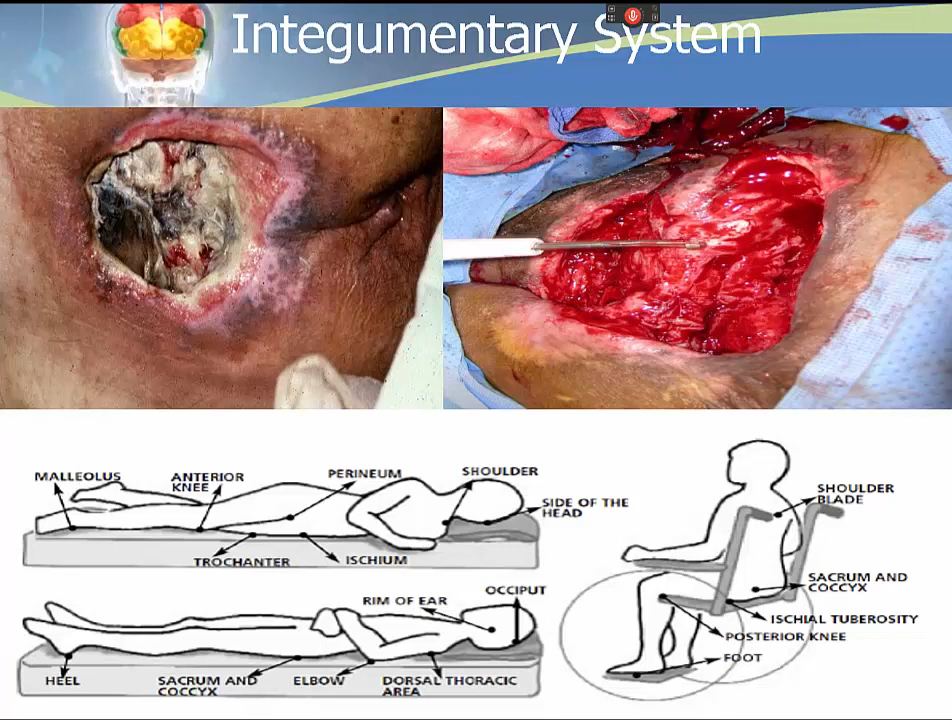 Integumentary System
MALLEOLUS
ANTERIOR
KNEE
PERINEUM
SHOULDER
SIDE OF THE
HEAD
TROCHANTER
ISCHIUM
OCCIPUT
RIM OF EAR
HEEL
SACRUM AND
COCCYX
ELBOW
DORSAL THORACIC
AREA
SHOULDER
BLADE
SACRUM AND
COCCYX
ISCHIAL TUBEROSITY
POSTERIOR KNEE
FOOT